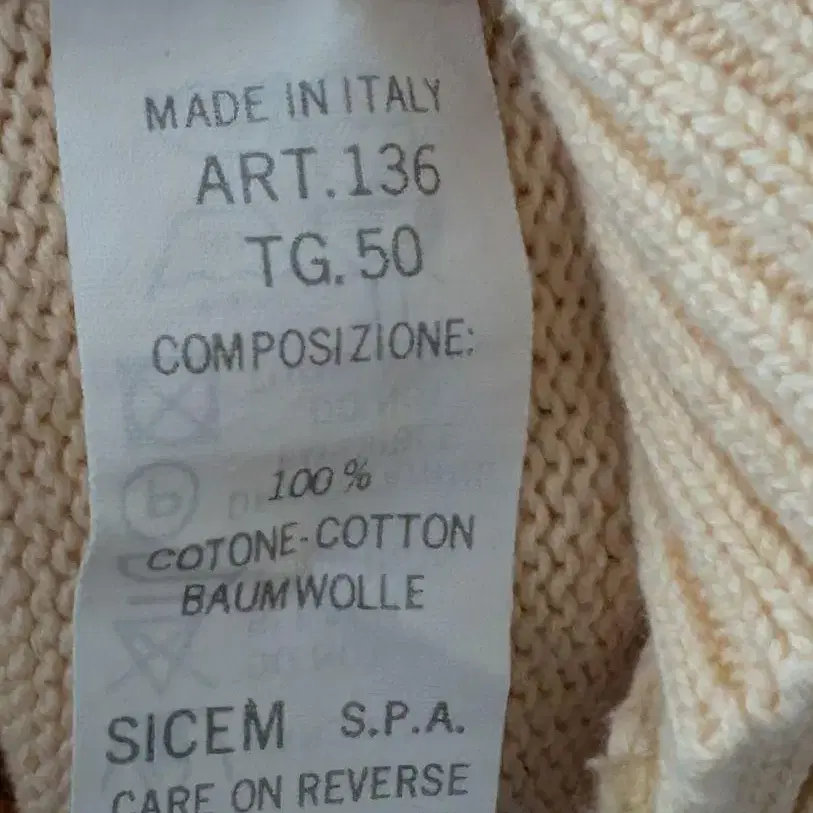 MADE IN ITALY
ART.136
TG.50
COMPOSIZIONE:
100%
COTONE-COTTON
BAUMWOLLE
SICEM S.P.A.
CARE ON REVERSE